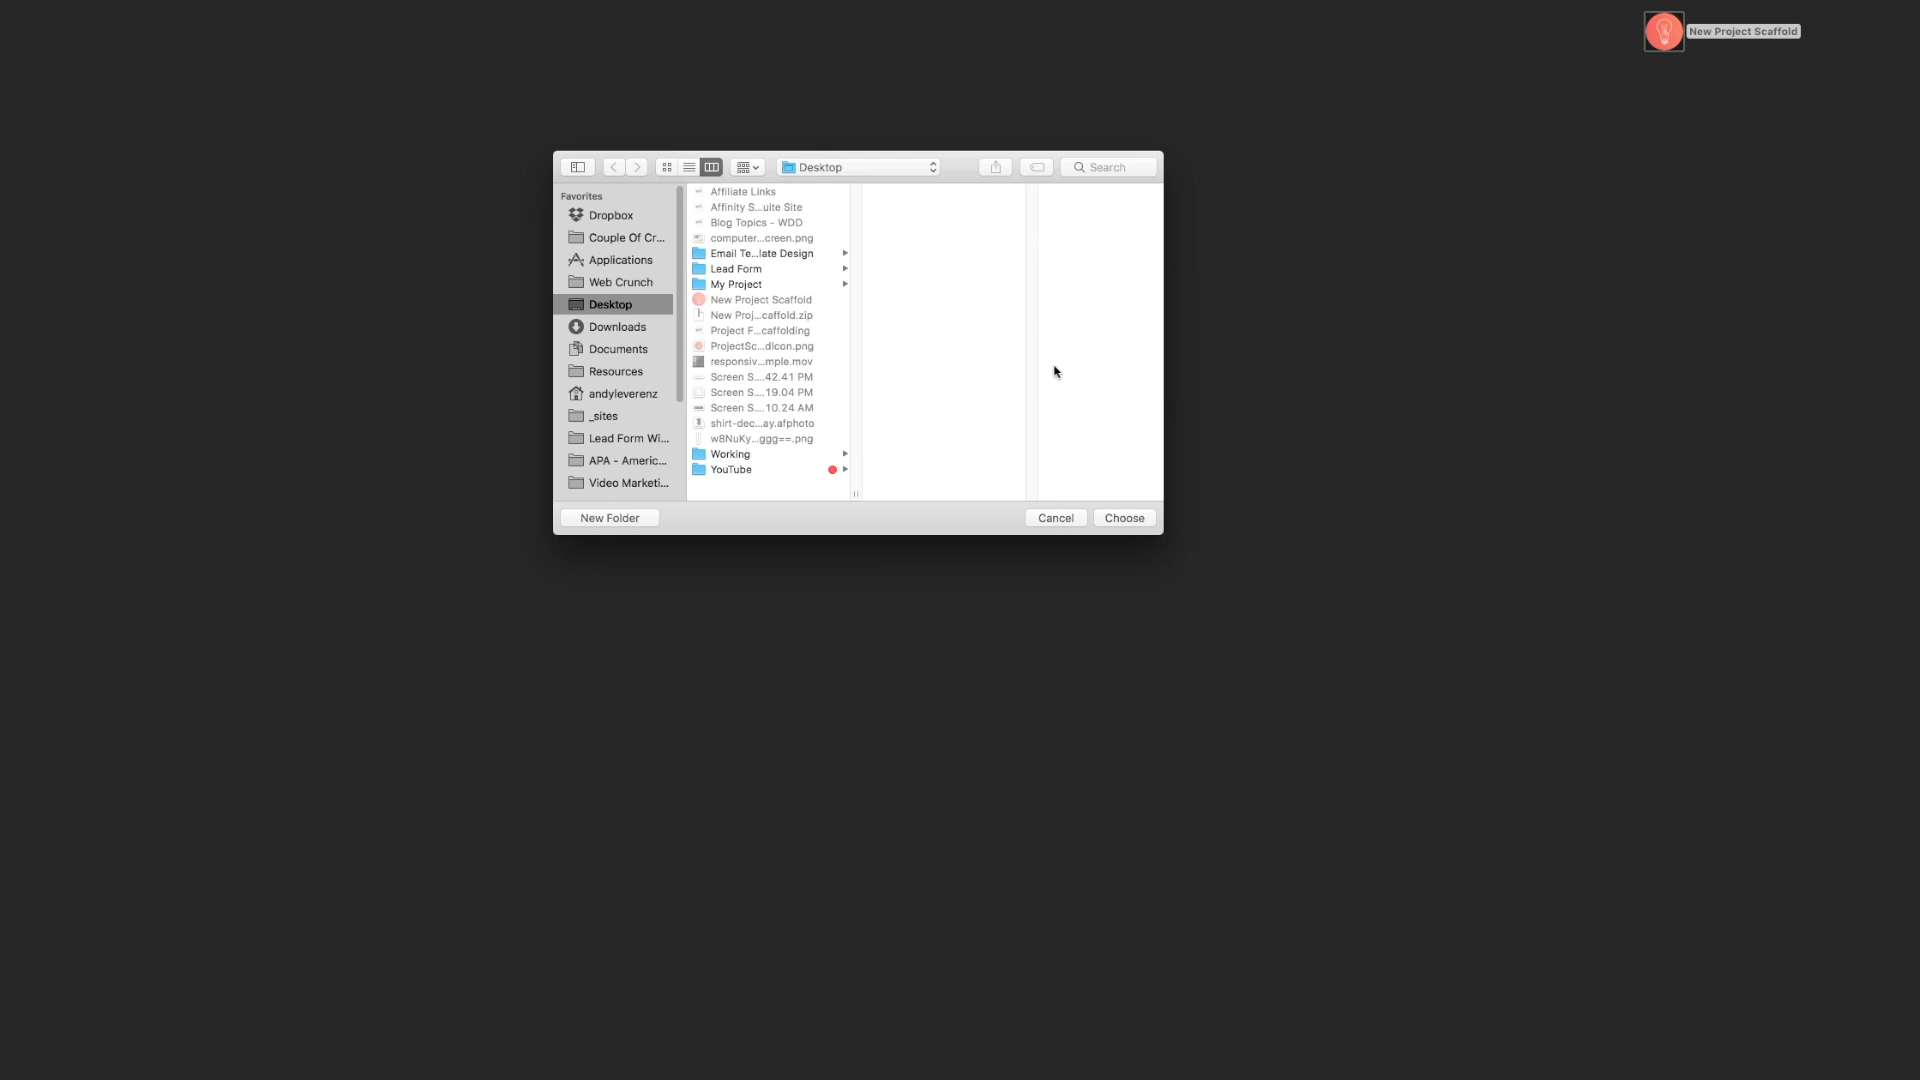 New Project Scaffold
Desktop
Search
Favorites
Dropbox
Couple Of Cr...
Applications
Web Crunch
Desktop
Downloads
Documents
Resources
andyleverenz
_sites
Lead Form Wi...
APA - Americ...
Video Marketi...
Affiliate Links
Affinity S...uite Site
Blog Topics - WDD
computer...creen.png
Email Te...late Design
Lead Form
My Project
New Project Scaffold
New Proj...caffold.zip
Project F...caffolding
ProjectSc...dIcon.png
responsiv...mple.mov
Screen S....42.41 PM
Screen S....19.04 PM
Screen S....10.24 AM
shirt-dec...ay.afphoto
w8NuKy...ggg==.png
Working
YouTube
New Folder
Cancel
Choose